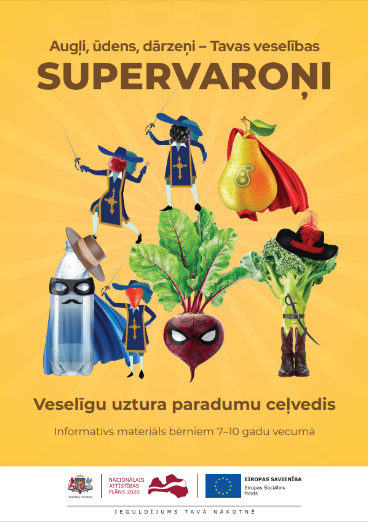 Augļi, ūdens, dārzeņi – Tavas veselības
SUPERVAROŅI
Veselīgu uztura paradumu ceļvedis
Informatīvs materiāls bērniem 7–10 gadu vecumā
NACIONĀLAIS
ATTĪSTĪBAS
PLĀNS 2020
EIROPAS SAVIENĪBA
Eiropas Sociālais
fonds
IEGULDĪJUMS TAVĀ NĀKOTNĒ